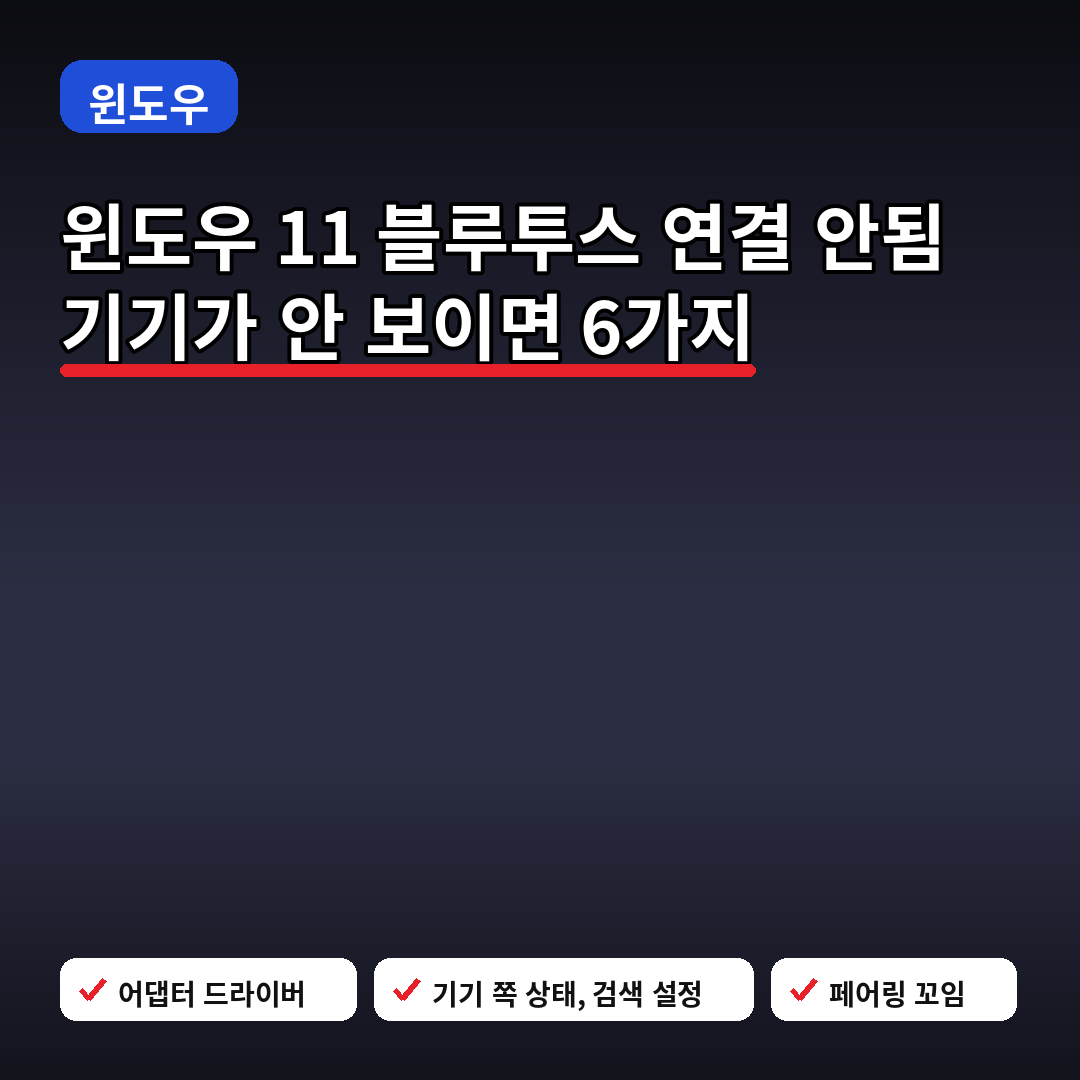 윈도우
윈도우 11 블루투스 연결 안됨
기기가 안 보이면 6가지
어댑터 드라이버
기기 쪽 상태, 검색 설정
페어링 꼬임